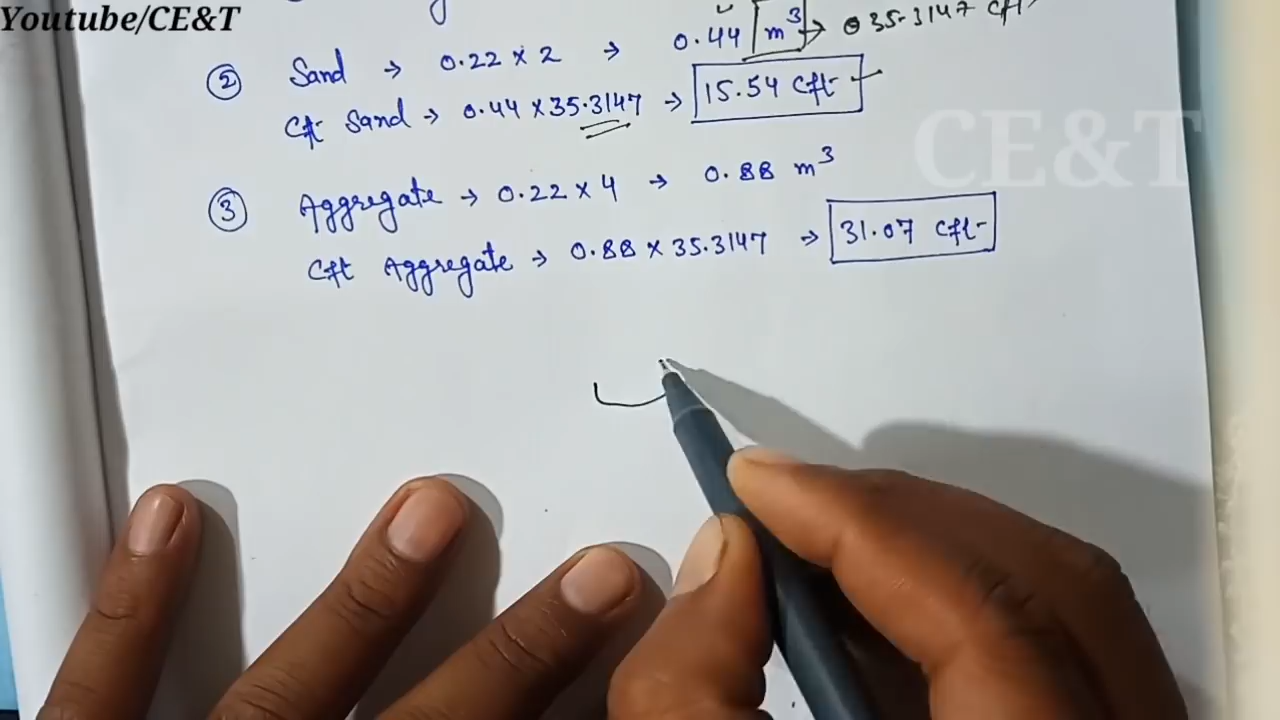 Youtube/CE&T
② Sand → 0.22 × 2 → 0.44 m³ → 035.3147 cft
Cft Sand → 0.44 × 35.3147 → 15.54 Cft
CE&T
③ Aggregate → 0.22 × 4 → 0.88 m³
Cft Aggregate → 0.88 × 35.3147 → 31.07 Cft